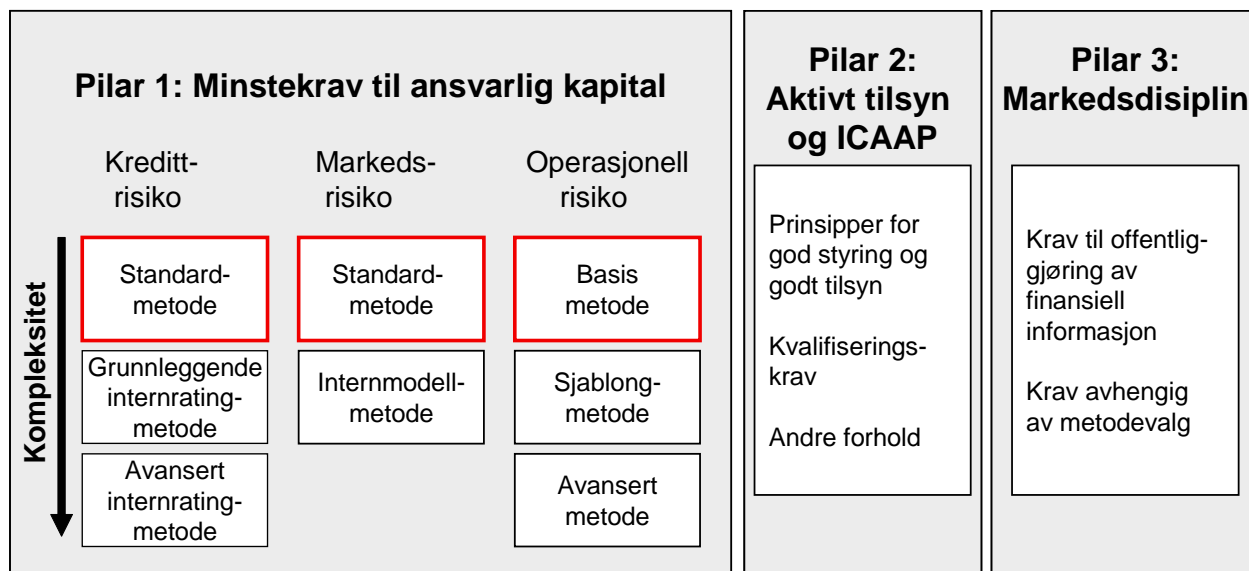 Pilar 1: Minstekrav til ansvarlig kapital
Kreditt-
risiko
Markeds-
risiko
Operasjonell
risiko
Kompleksitet
Standard-
metode
Standard-
metode
Basis
metode
Grunnleggende
internrating-
metode
Internmodell-
metode
Sjablong-
metode
Avansert
internrating-
metode
Avansert
metode
Pilar 2:
Aktivt tilsyn
og ICAAP
Prinsipper for
god styring og
godt tilsyn
Kvalifiserings-
krav
Andre forhold
Pilar 3:
Markedsdisiplin
Krav til offentlig-
gjøring av
finansiell
informasjon
Krav avhengig
av metodevalg